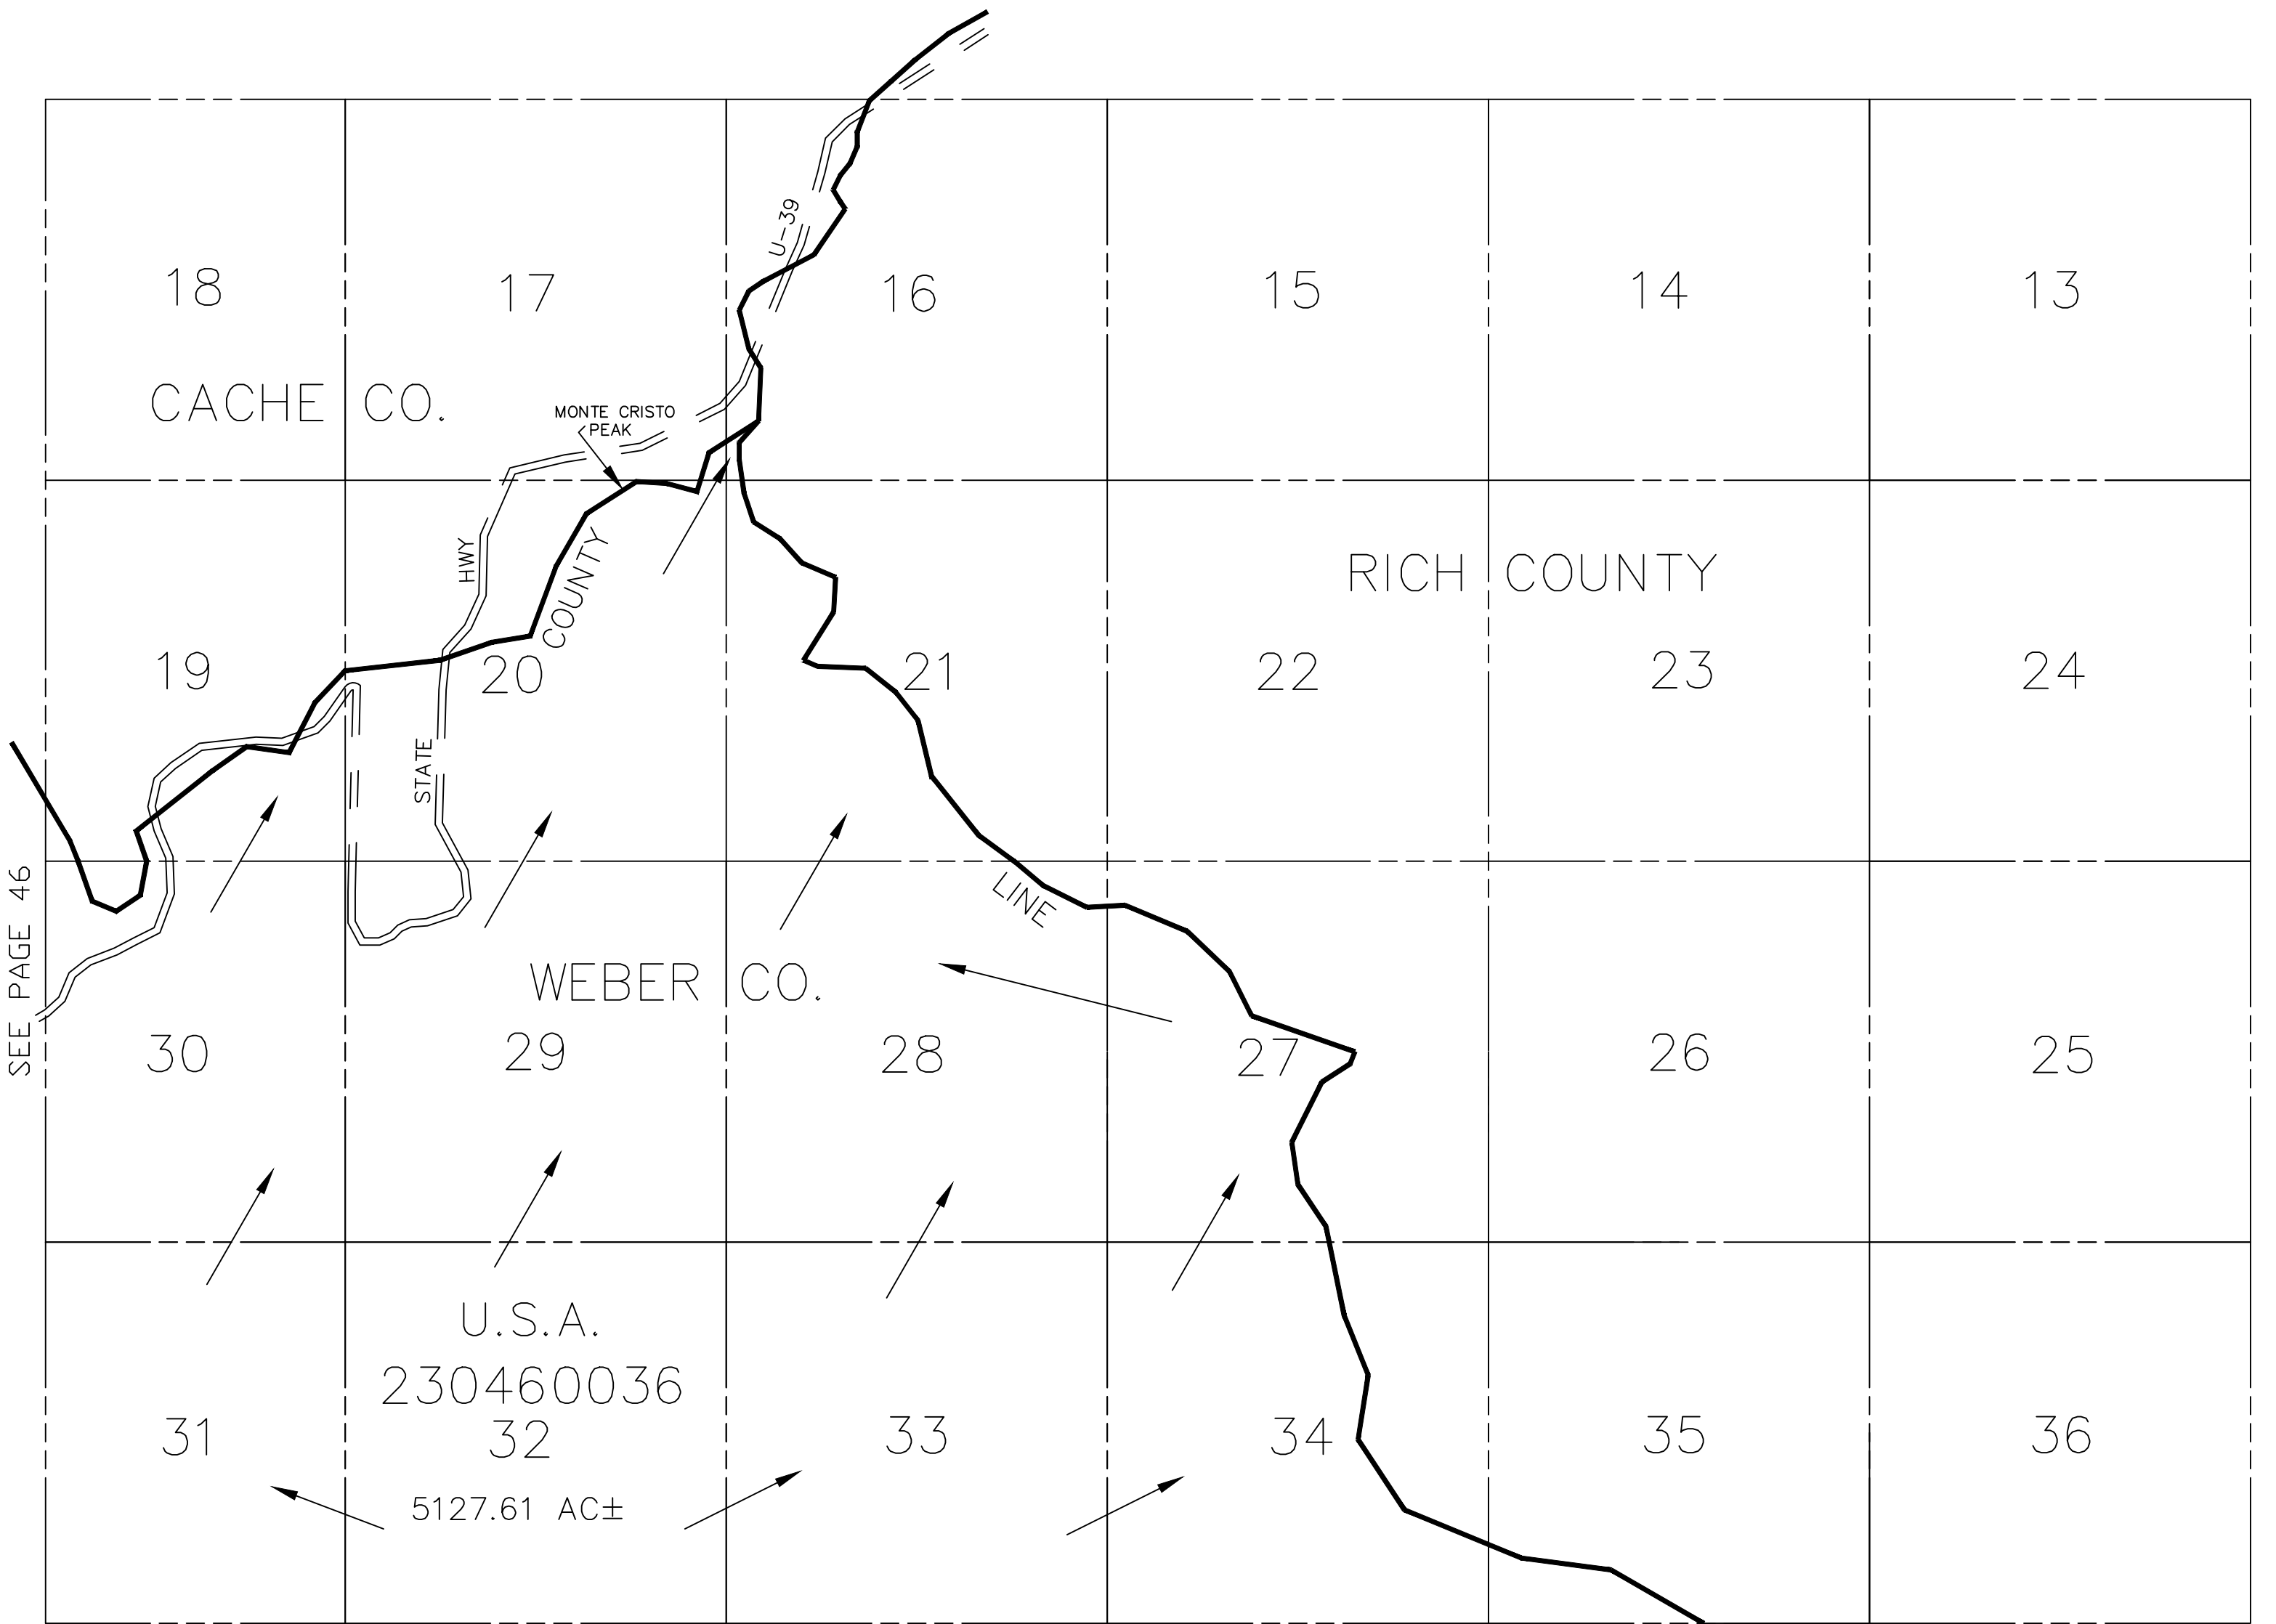 U-39
18
17
16
15
14
13
CACHE CO.
MONTE CRISTO
PEAK
HWY
COUNTY
RICH COUNTY
19
20
21
22
23
24
STATE
LINE
SEE PAGE 46
WEBER CO.
30
29
28
27
26
25
U.S.A.
230460036
31
32
33
34
35
36
5127.61 AC±